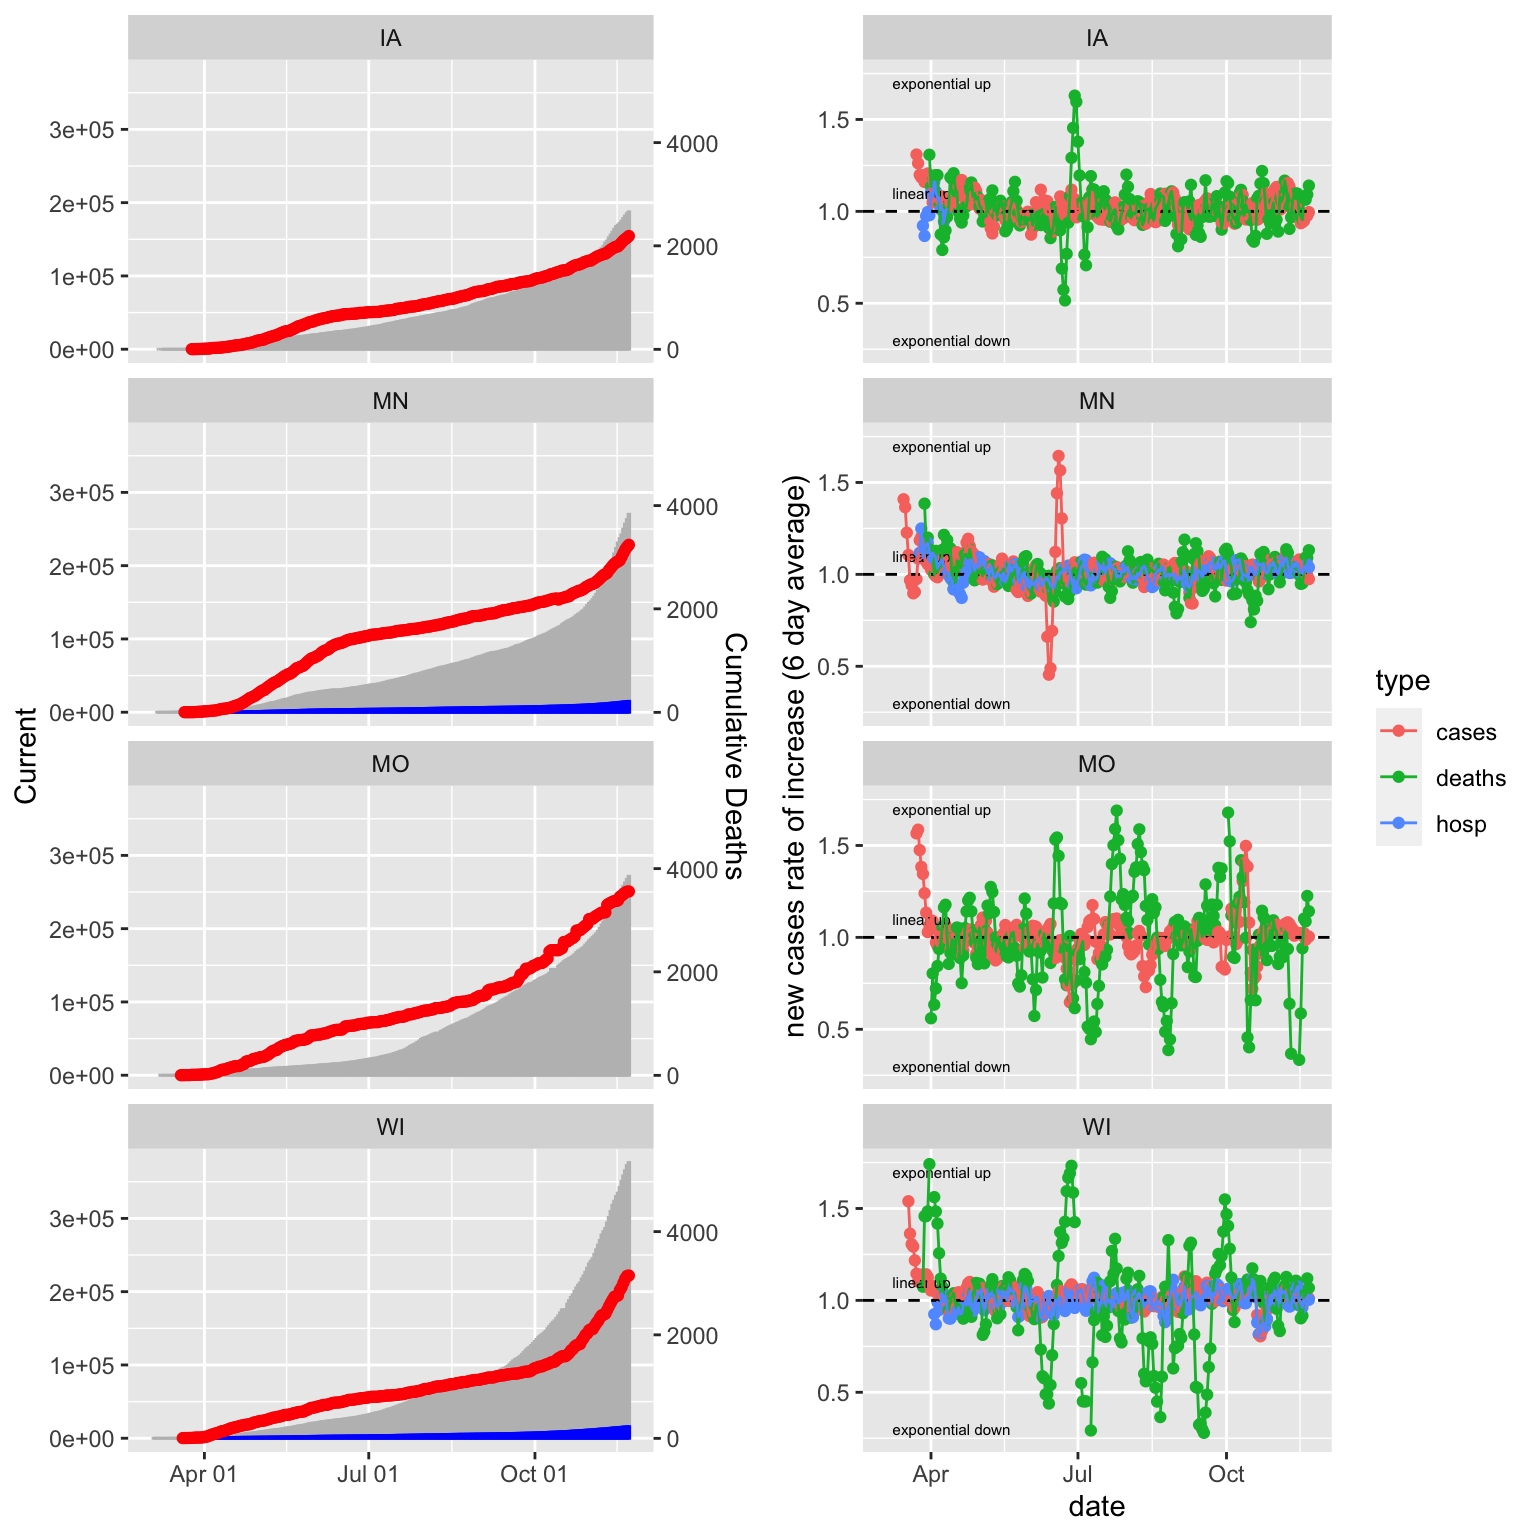 IA
3e+05
2e+05
1e+05
0e+00
4000
2000
0
MN
3e+05
2e+05
1e+05
0e+00
4000
2000
0
MO
3e+05
2e+05
1e+05
0e+00
4000
2000
0
WI
3e+05
2e+05
1e+05
0e+00
4000
2000
0
Apr 01 Jul 01 Oct 01
Current
Cumulative Deaths
IA
exponential up
linear up
exponential down
1.5
1.0
0.5
MN
exponential up
linear up
exponential down
1.5
1.0
0.5
MO
exponential up
linear up
exponential down
1.5
1.0
0.5
WI
exponential up
linear up
exponential down
1.5
1.0
0.5
Apr Jul Oct
date
new cases rate of increase (6 day average)
type
cases
deaths
hosp